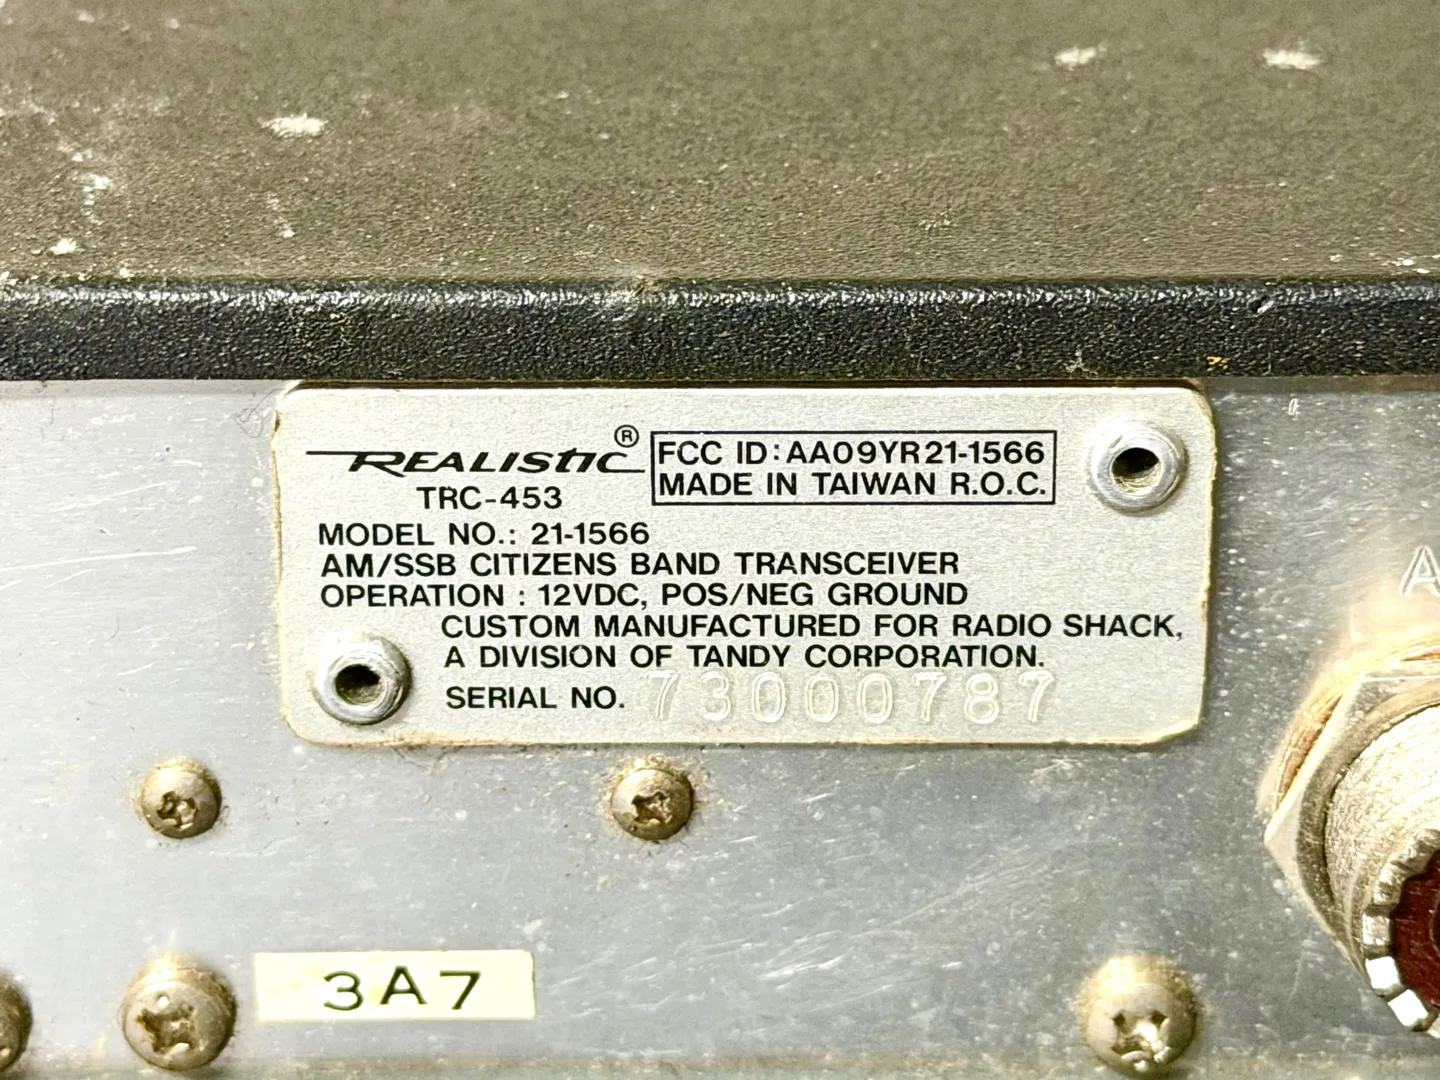 REALISTIC®
TRC-453
FCC ID: AA09YR21-1566
MADE IN TAIWAN R.O.C.
MODEL NO.: 21-1566
AM/SSB CITIZENS BAND TRANSCEIVER
OPERATION : 12VDC, POS/NEG GROUND
CUSTOM MANUFACTURED FOR RADIO SHACK,
A DIVISION OF TANDY CORPORATION.
SERIAL NO. 73000787
A
3A7